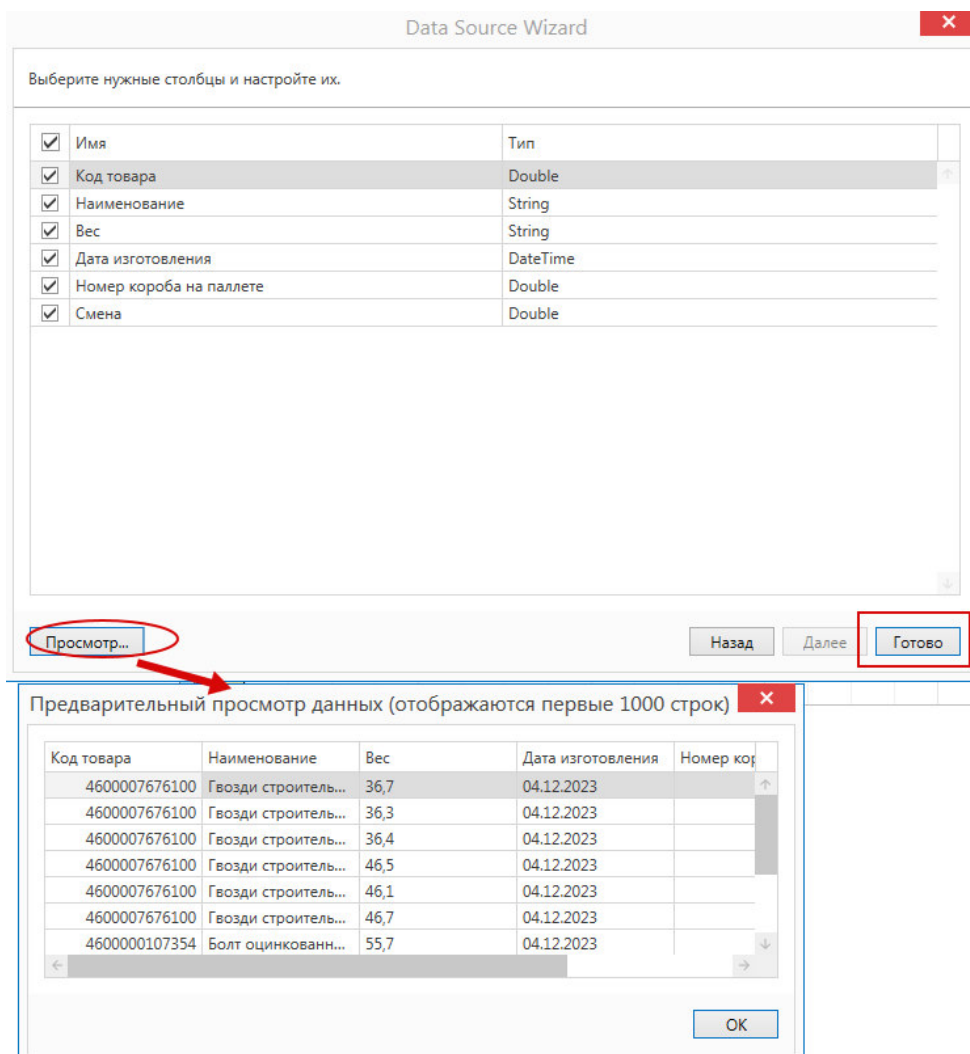 Data Source Wizard
Выберите нужные столбцы и настройте их.
Имя Тип
Код товара Double
Наименование String
Вес String
Дата изготовления DateTime
Номер короба на паллете Double
Смена Double
Просмотр... Назад Далее Готово
Предварительный просмотр данных (отображаются первые 1000 строк)
Код товара Наименование Вес Дата изготовления Номер кор
4600007676100 Гвозди строитель... 36,7 04.12.2023
4600007676100 Гвозди строитель... 36,3 04.12.2023
4600007676100 Гвозди строитель... 36,4 04.12.2023
4600007676100 Гвозди строитель... 46,5 04.12.2023
4600007676100 Гвозди строитель... 46,1 04.12.2023
4600007676100 Гвозди строитель... 46,7 04.12.2023
4600000107354 Болт оцинкованн... 55,7 04.12.2023
OK